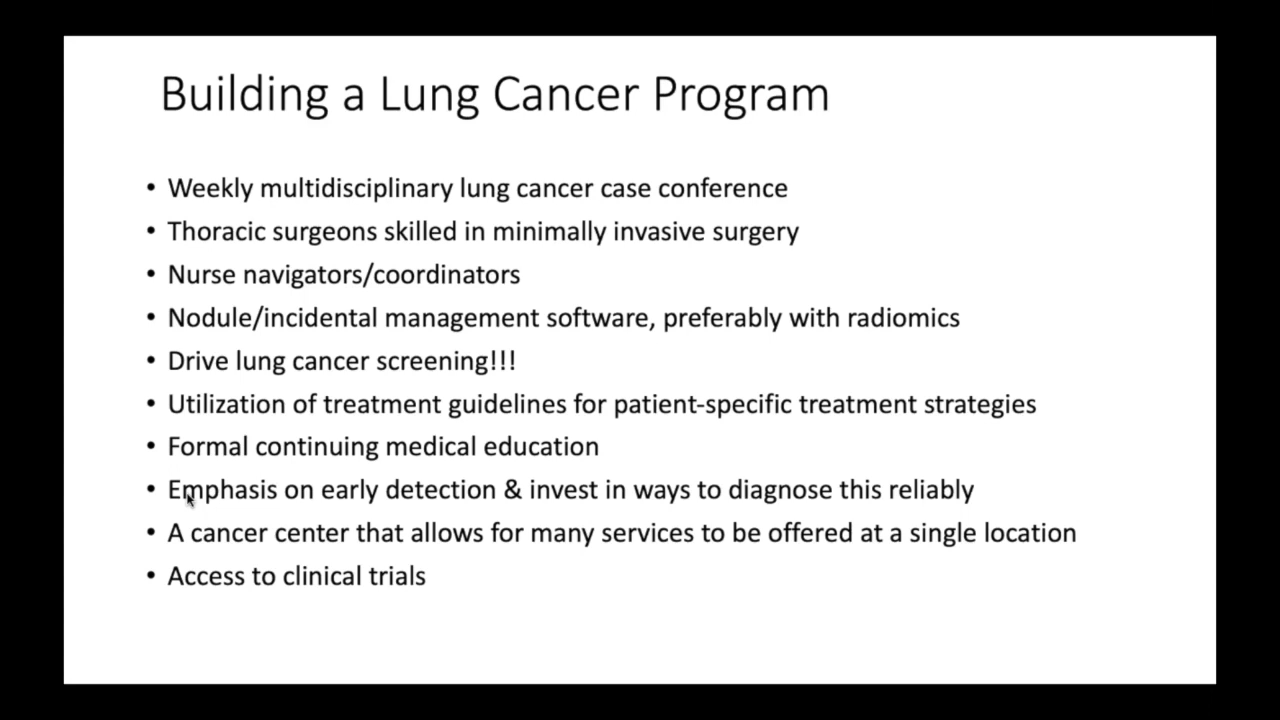 Building a Lung Cancer Program
• Weekly multidisciplinary lung cancer case conference
• Thoracic surgeons skilled in minimally invasive surgery
• Nurse navigators/coordinators
• Nodule/incidental management software, preferably with radiomics
• Drive lung cancer screening!!!
• Utilization of treatment guidelines for patient-specific treatment strategies
• Formal continuing medical education
• Emphasis on early detection & invest in ways to diagnose this reliably
• A cancer center that allows for many services to be offered at a single location
• Access to clinical trials